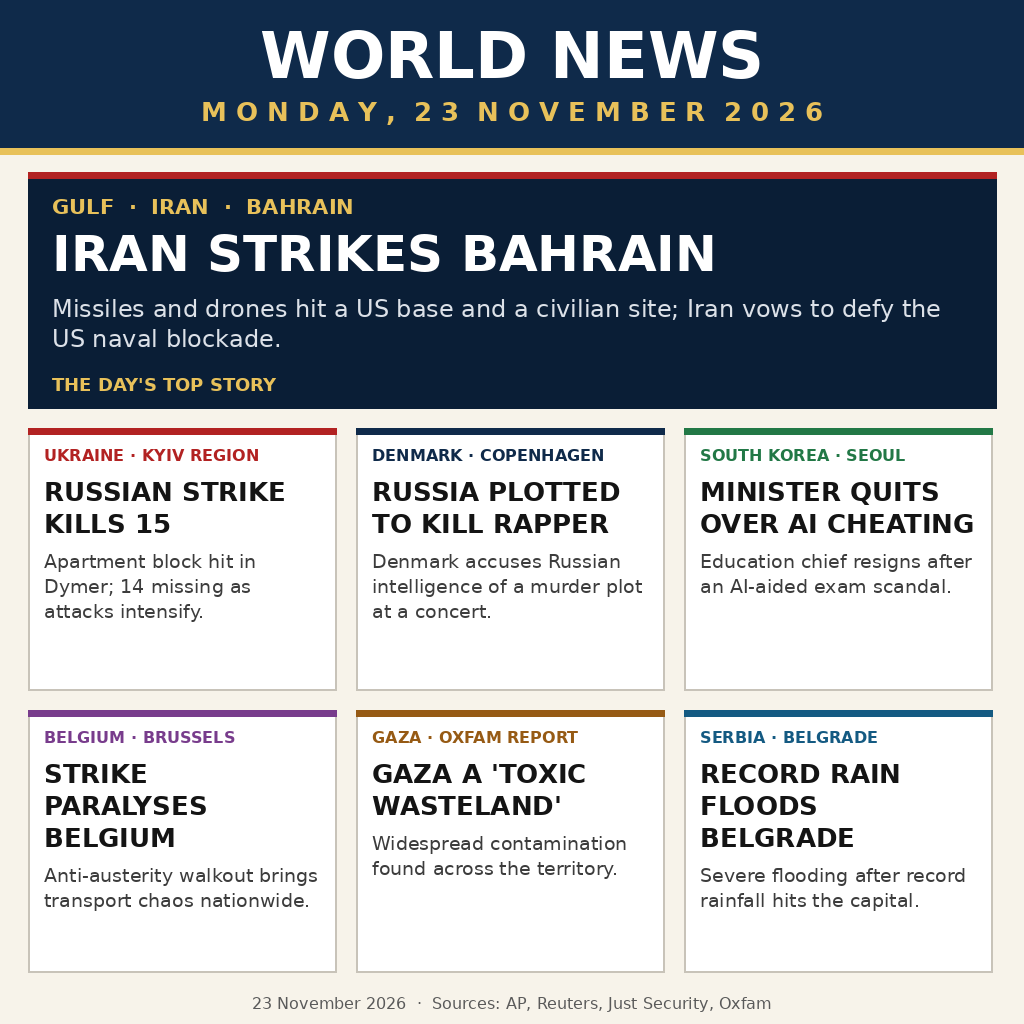 WORLD NEWS
MONDAY, 23 NOVEMBER 2026
GULF · IRAN · BAHRAIN
IRAN STRIKES BAHRAIN
Missiles and drones hit a US base and a civilian site; Iran vows to defy the
US naval blockade.
THE DAY'S TOP STORY
UKRAINE · KYIV REGION
RUSSIAN STRIKE
KILLS 15
Apartment block hit in
Dymer; 14 missing as
attacks intensify.
DENMARK · COPENHAGEN
RUSSIA PLOTTED
TO KILL RAPPER
Denmark accuses Russian
intelligence of a murder plot
at a concert.
SOUTH KOREA · SEOUL
MINISTER QUITS
OVER AI CHEATING
Education chief resigns after
an AI-aided exam scandal.
BELGIUM · BRUSSELS
STRIKE
PARALYSES
BELGIUM
Anti-austerity walkout brings
transport chaos nationwide.
GAZA · OXFAM REPORT
GAZA A 'TOXIC
WASTELAND'
Widespread contamination
found across the territory.
SERBIA · BELGRADE
RECORD RAIN
FLOODS
BELGRADE
Severe flooding after record
rainfall hits the capital.
23 November 2026 · Sources: AP, Reuters, Just Security, Oxfam